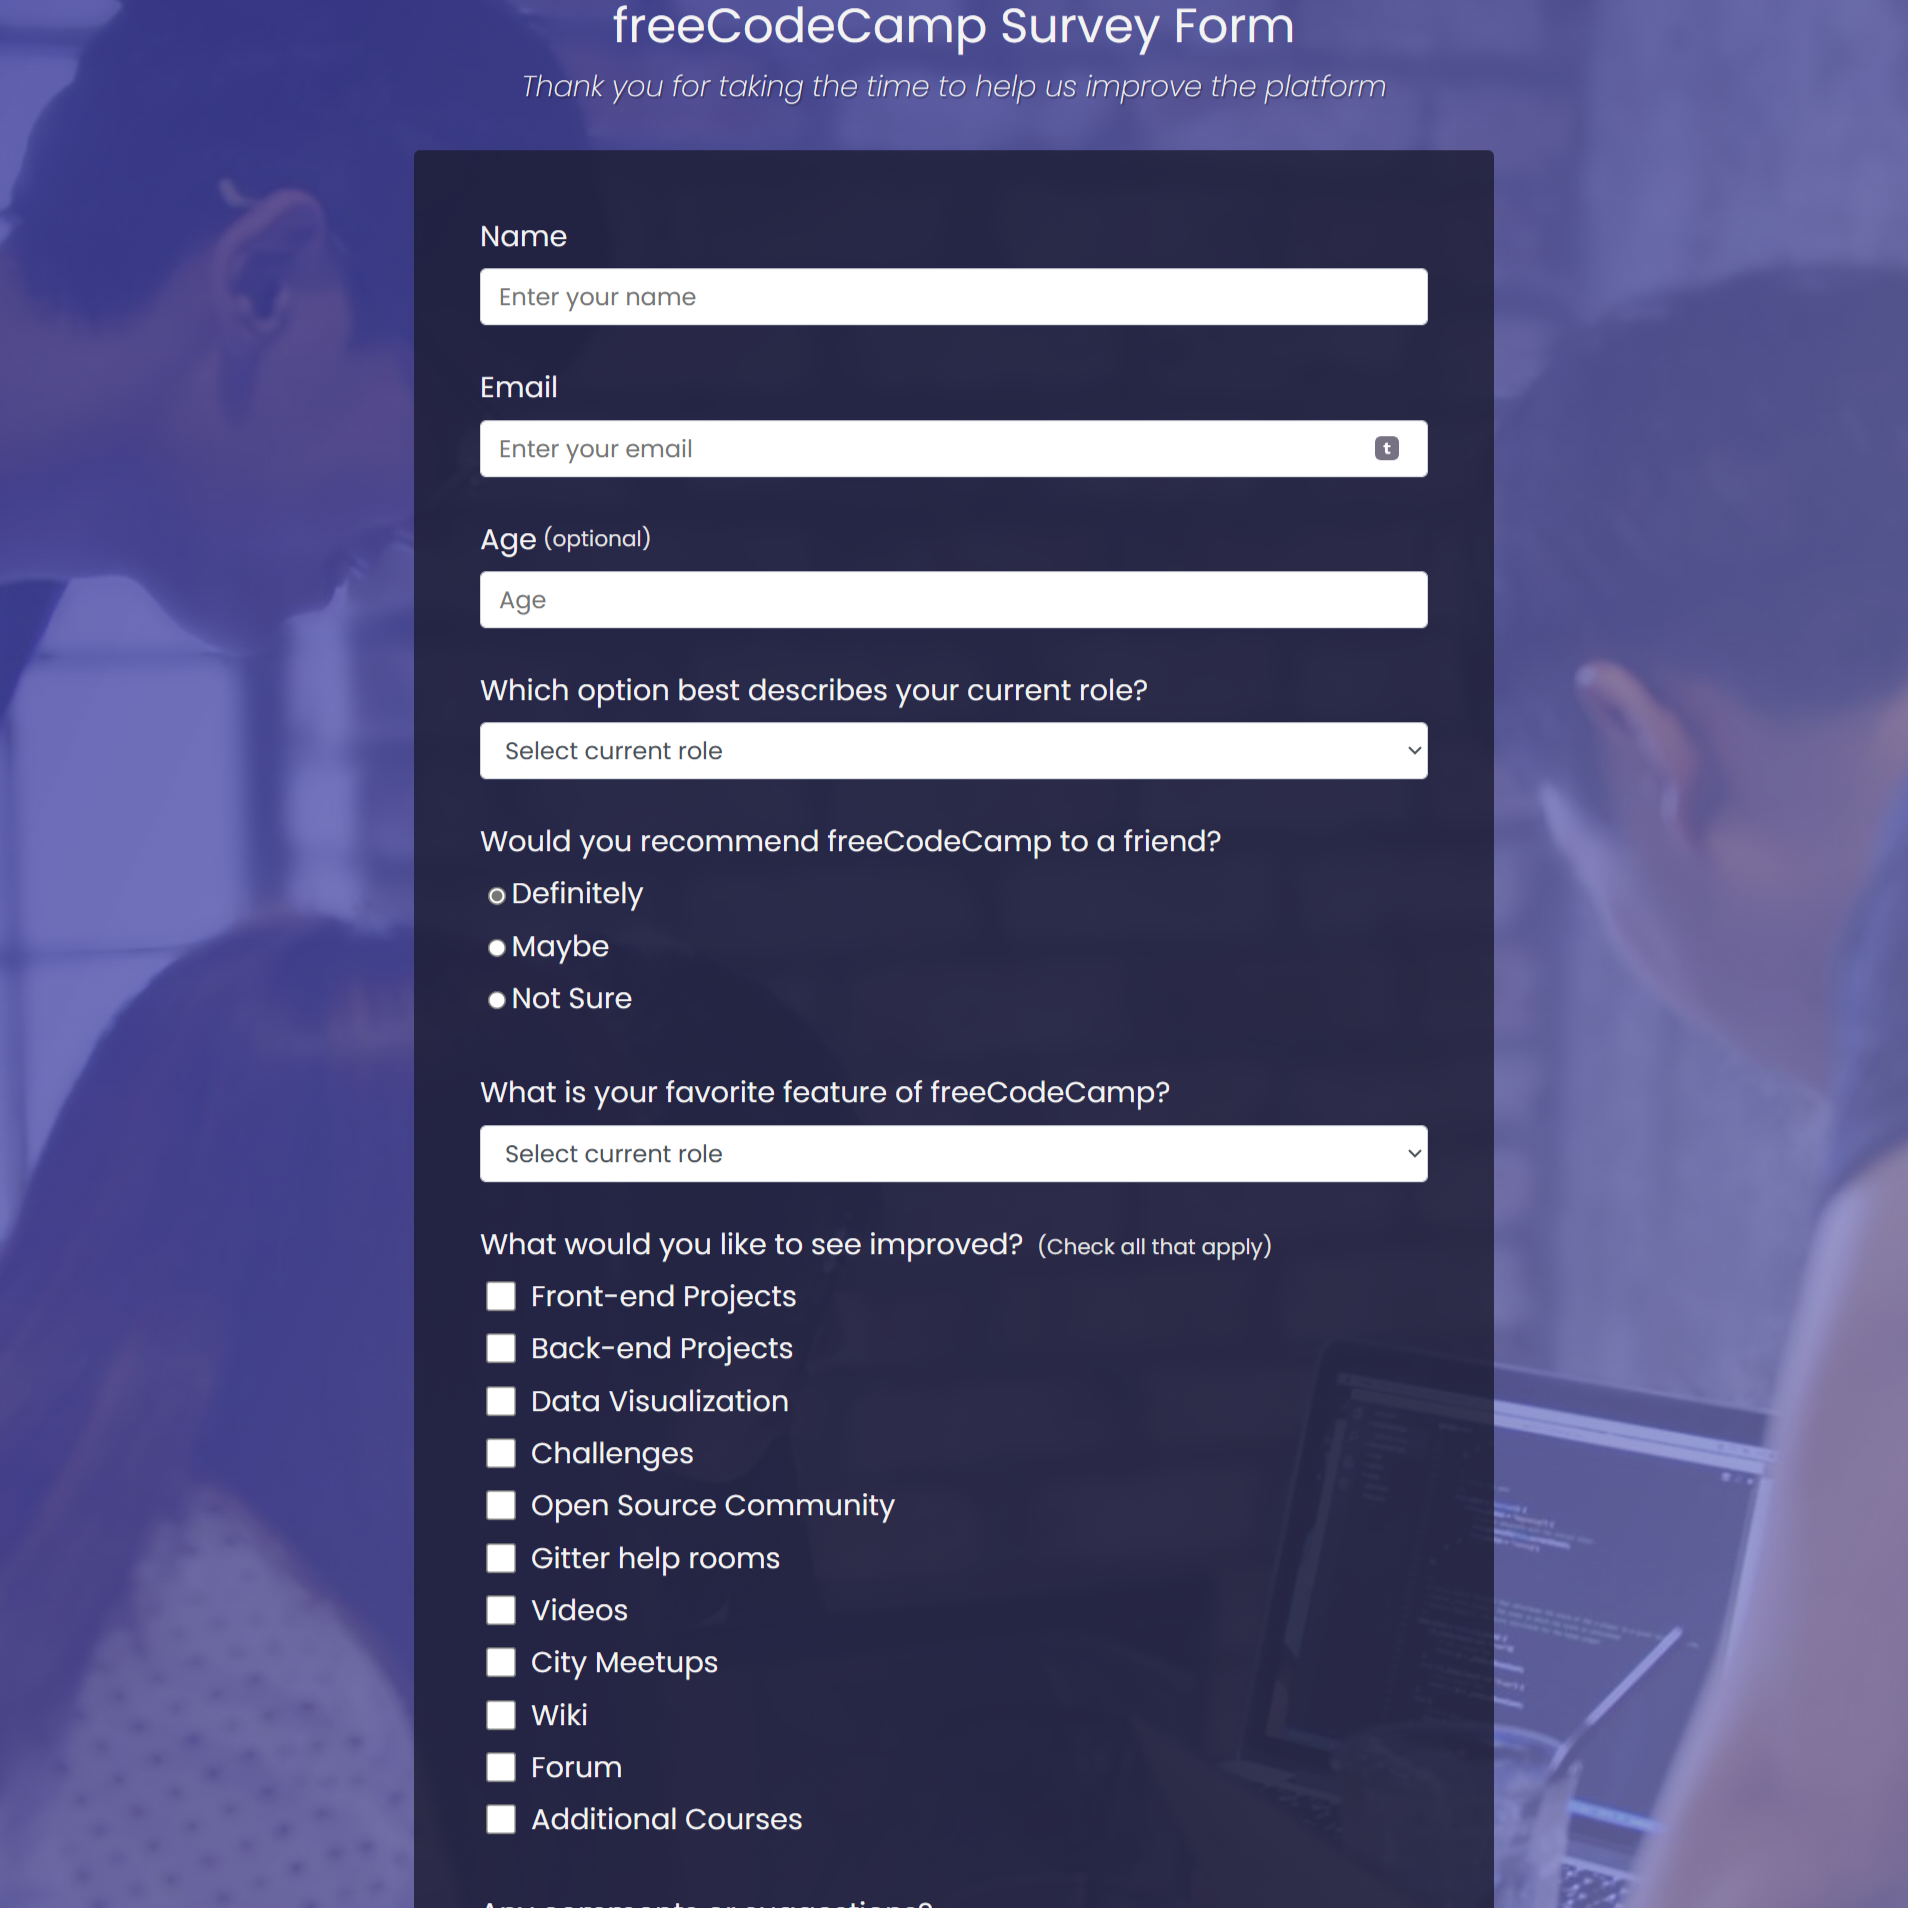 freeCodeCamp Survey Form
Thank you for taking the time to help us improve the platform
Name
Enter your name
Email
Enter your email
t
Age (optional)
Age
Which option best describes your current role?
Select current role
Would you recommend freeCodeCamp to a friend?
Definitely
Maybe
Not Sure
What is your favorite feature of freeCodeCamp?
Select current role
What would you like to see improved? (Check all that apply)
Front-end Projects
Back-end Projects
Data Visualization
Challenges
Open Source Community
Gitter help rooms
Videos
City Meetups
Wiki
Forum
Additional Courses
Any comments or suggestions?